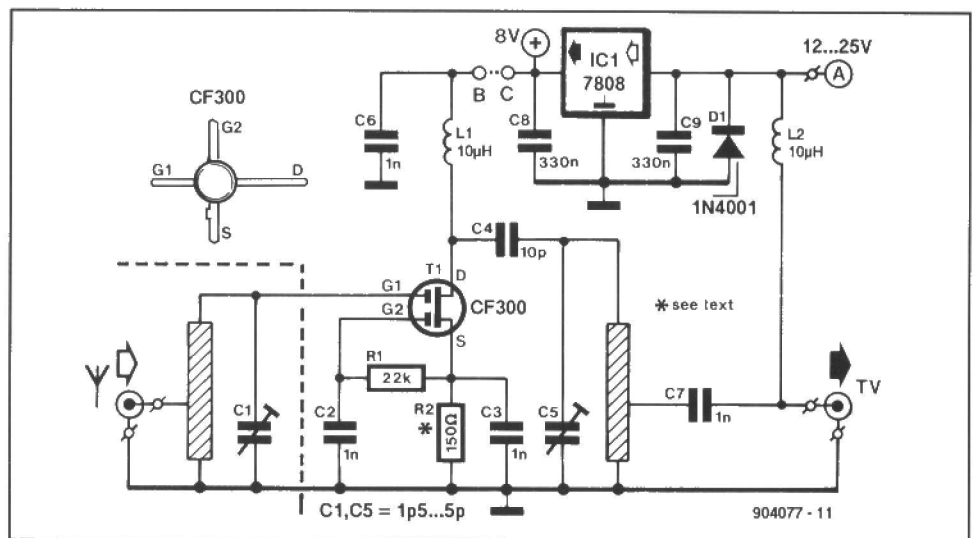 8V
IC1
7808
12...25V
A
B
C
CF300
G2
G1
D
S
C6
1n
L1
10µH
C8
330n
C9
330n
D1
1N4001
L2
10µH
C4
10p
T1
D
G1
G2
CF300
S
* see text
R1
22k
R2
*
150Ω
C1
C2
1n
C3
1n
C5
C7
1n
TV
C1,C5 = 1p5...5p
904077 - 11